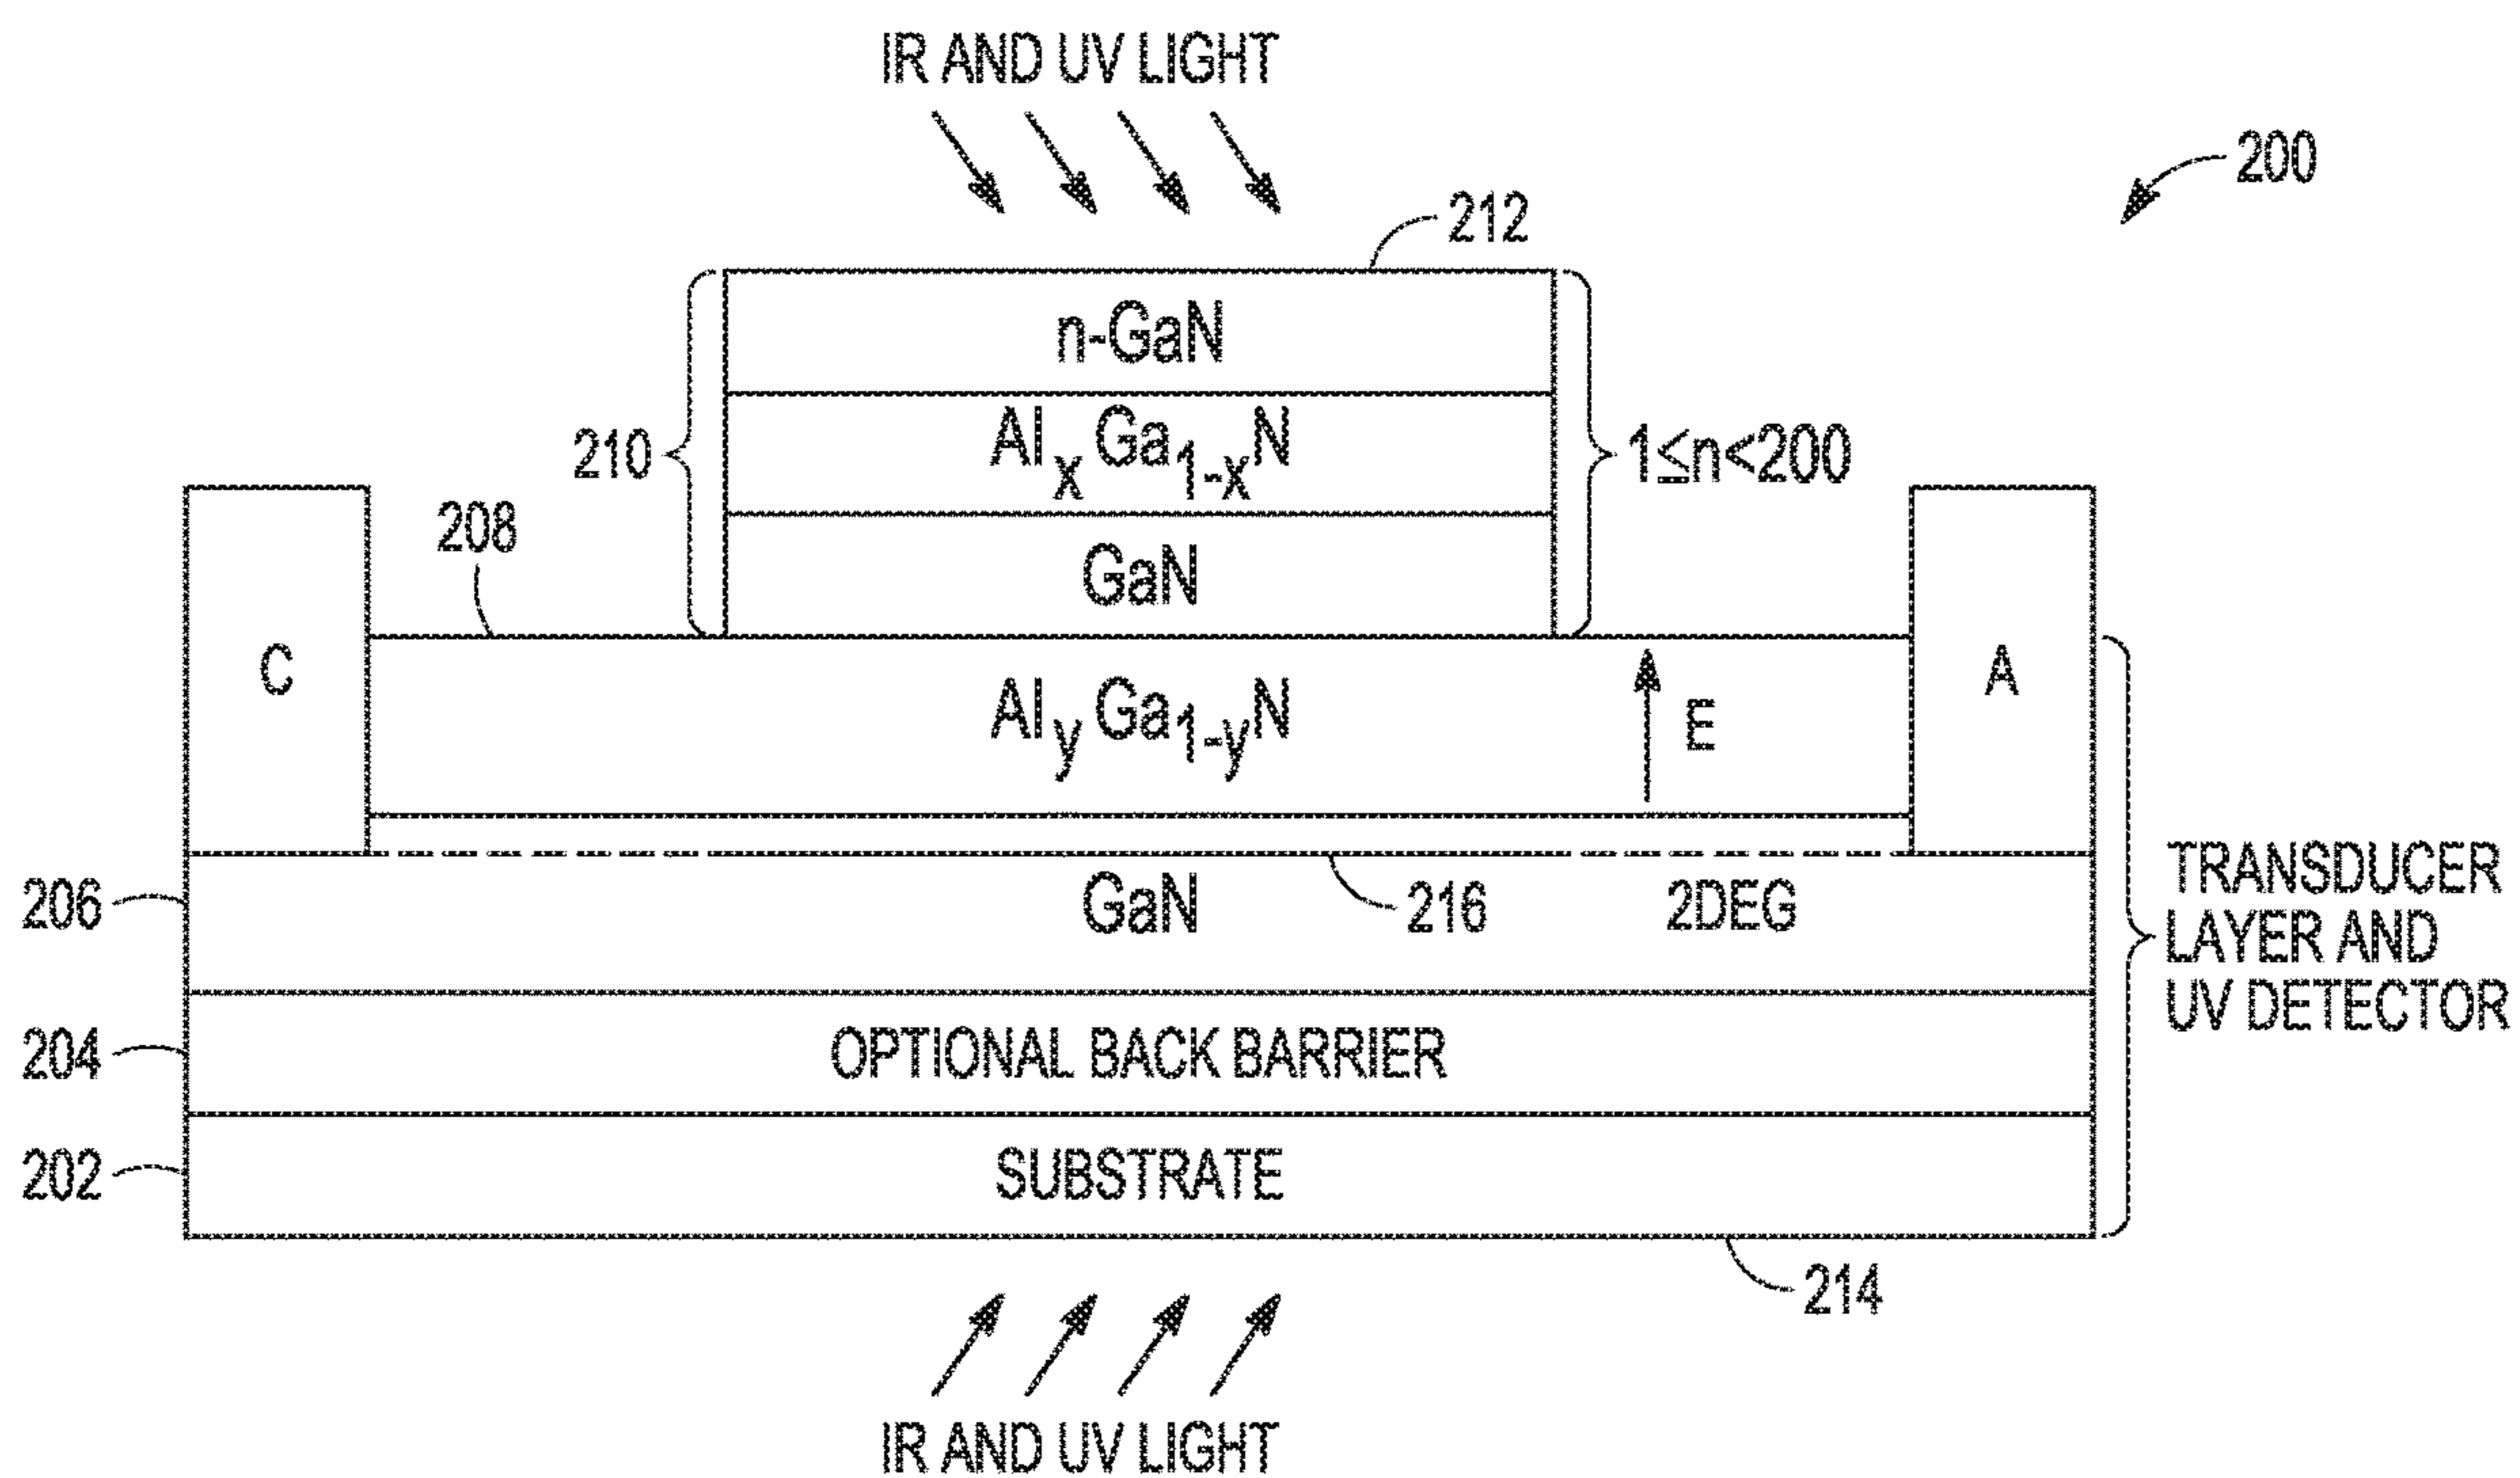 IR AND UV LIGHT
200
212
n-GaN
210
AlxGa1-xN
1≤n<200
208
GaN
C
A
AlyGa1-yN
E
206
GaN
216
2DEG
TRANSDUCER
LAYER AND
UV DETECTOR
204
OPTIONAL BACK BARRIER
202
SUBSTRATE
214
IR AND UV LIGHT